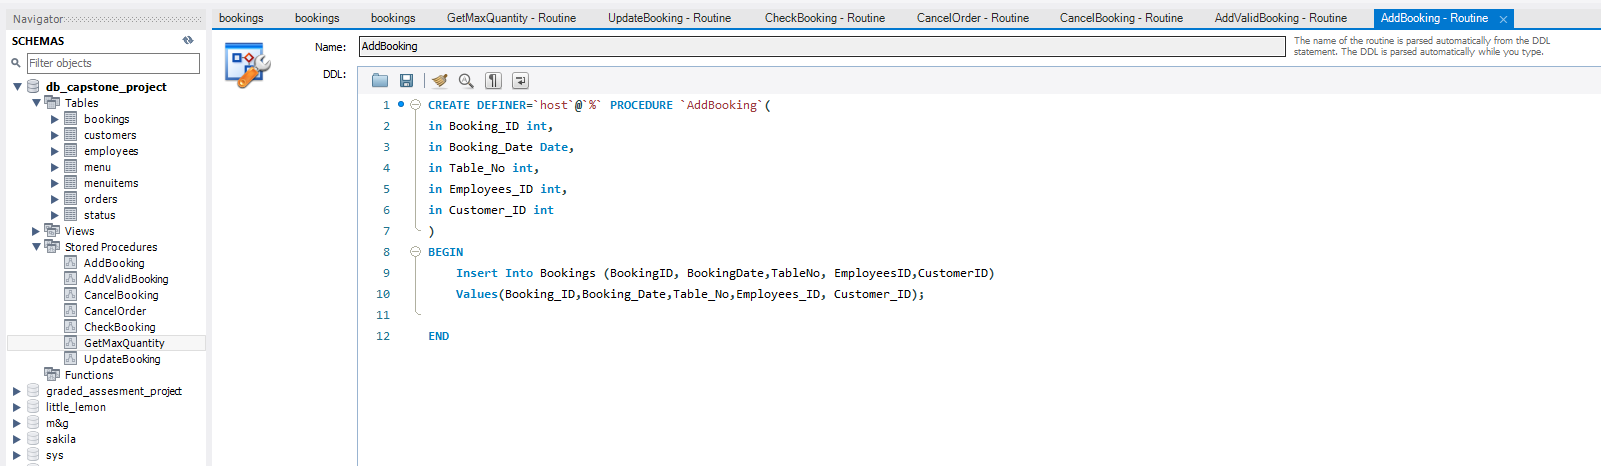 Navigator
SCHEMAS
Filter objects
db_capstone_project
Tables
bookings
customers
employees
menu
menuitems
orders
status
Views
Stored Procedures
AddBooking
AddValidBooking
CancelBooking
CancelOrder
CheckBooking
GetMaxQuantity
UpdateBooking
Functions
graded_assesment_project
little_lemon
m&g
sakila
sys
bookings bookings bookings GetMaxQuantity - Routine UpdateBooking - Routine CheckBooking - Routine CancelOrder - Routine CancelBooking - Routine AddValidBooking - Routine AddBooking - Routine
Name: AddBooking
The name of the routine is parsed automatically from the DDL
statement. The DDL is parsed automatically while you type.
DDL:
1 CREATE DEFINER=`host`@`%` PROCEDURE `AddBooking`(
2 in Booking_ID int,
3 in Booking_Date Date,
4 in Table_No int,
5 in Employees_ID int,
6 in Customer_ID int
7 )
8 BEGIN
9 Insert Into Bookings (BookingID, BookingDate,TableNo, EmployeesID,CustomerID)
10 Values(Booking_ID,Booking_Date,Table_No,Employees_ID, Customer_ID);
11
12 END